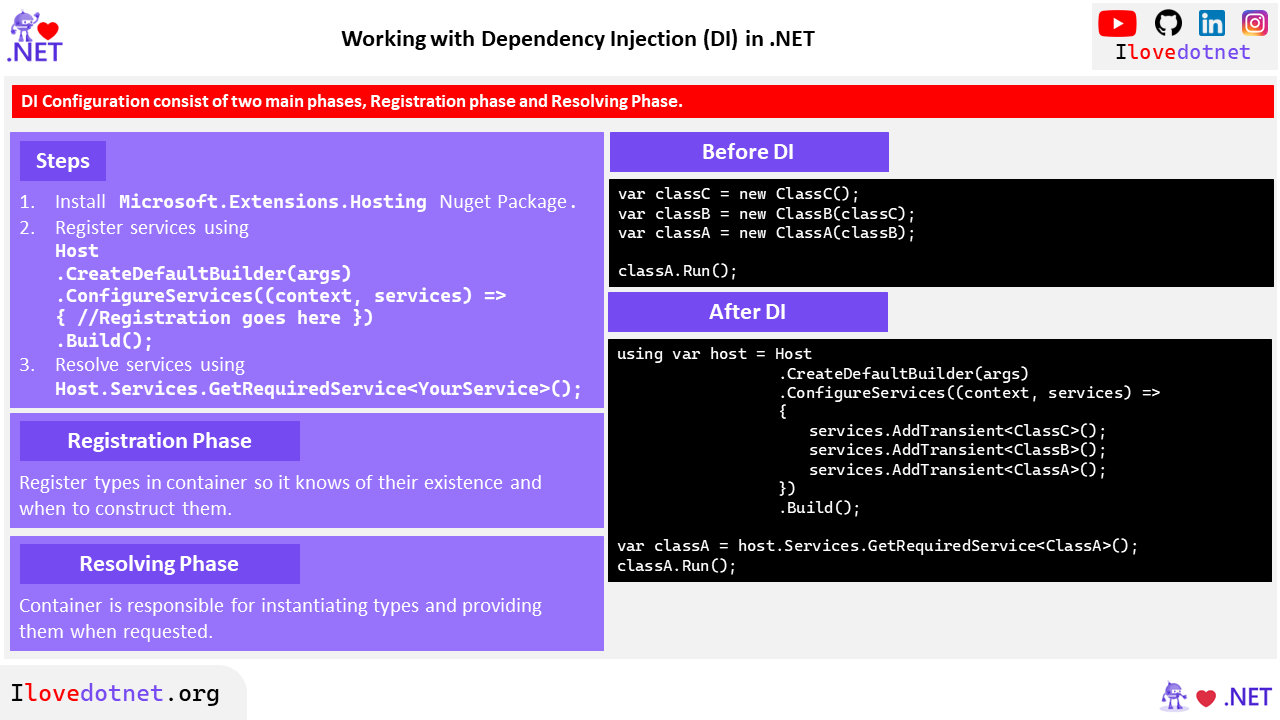 .NET
Working with Dependency Injection (DI) in .NET
Ilovedotnet
DI Configuration consist of two main phases, Registration phase and Resolving Phase.
Steps
1. Install Microsoft.Extensions.Hosting Nuget Package.
2. Register services using
Host
.CreateDefaultBuilder(args)
.ConfigureServices((context, services) =>
{ //Registration goes here })
.Build();
3. Resolve services using
Host.Services.GetRequiredService<YourService>();
Registration Phase
Register types in container so it knows of their existence and
when to construct them.
Resolving Phase
Container is responsible for instantiating types and providing
them when requested.
Before DI
var classC = new ClassC();
var classB = new ClassB(classC);
var classA = new ClassA(classB);
classA.Run();
After DI
using var host = Host
.CreateDefaultBuilder(args)
.ConfigureServices((context, services) =>
{
services.AddTransient<ClassC>();
services.AddTransient<ClassB>();
services.AddTransient<ClassA>();
})
.Build();
var classA = host.Services.GetRequiredService<ClassA>();
classA.Run();
Ilovedotnet.org
.NET